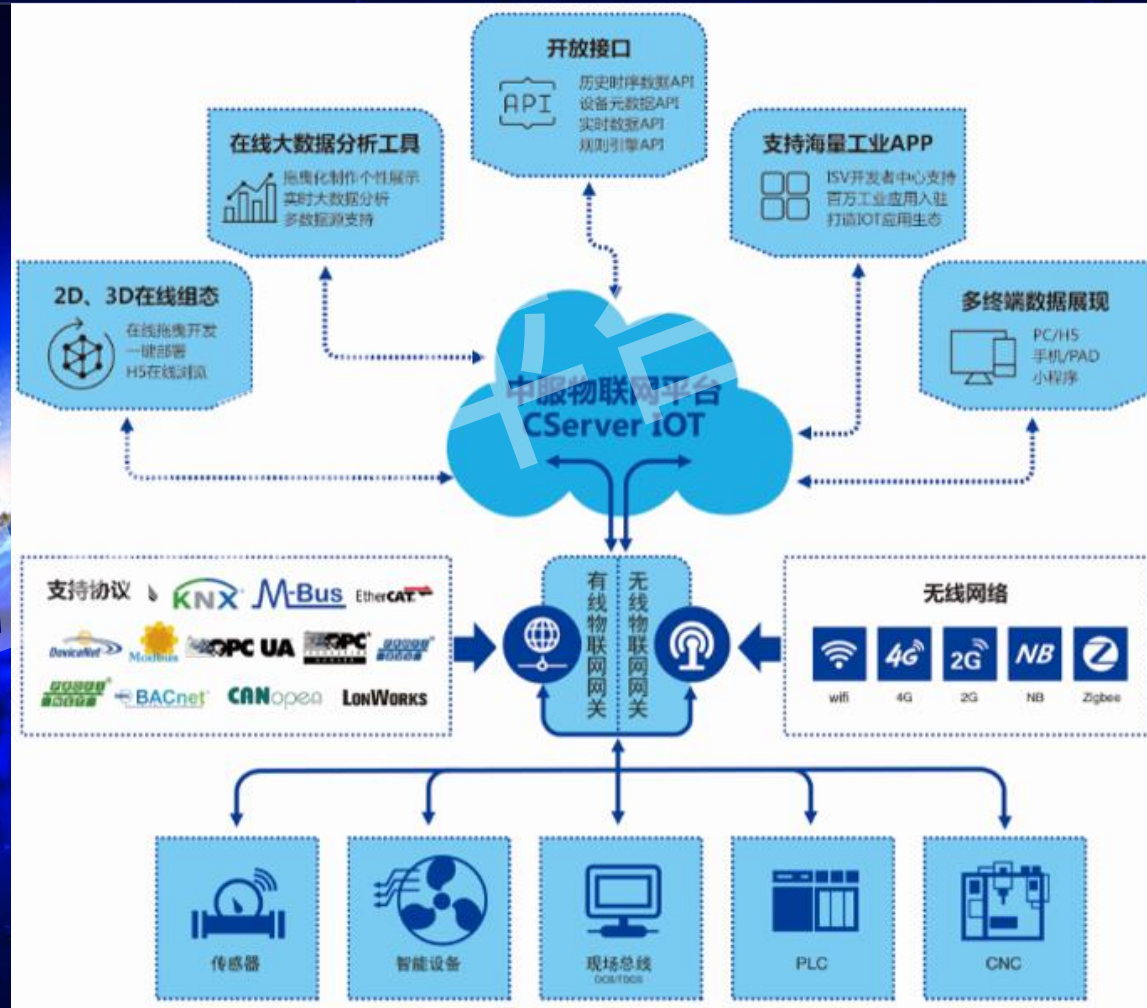 开放接口
API
历史时序数据API
设备元数据API
实时数据API
规则引擎API
在线大数据分析工具
拖曳化制作个性展示
实时大数据分析
多数据源支持
支持海量工业APP
ISV开发者中心支持
百万工业应用入驻
打造IOT应用生态
2D、3D在线组态
在线拖曳开发
一键部署
H5在线浏览
多终端数据展现
PC/H5
手机/PAD
小程序
中服物联网平台
CServer IOT
有线物联网网关
无线物联网网关
支持协议
KNX
M-Bus
EtherCAT
DeviceNet
Modbus
OPC UA
OPC
BACnet
CANopen
LonWorks
无线网络
4G
2G
NB
wifi
4G
2G
NB
Zigbee
传感器
智能设备
现场总线
PLC
CNC